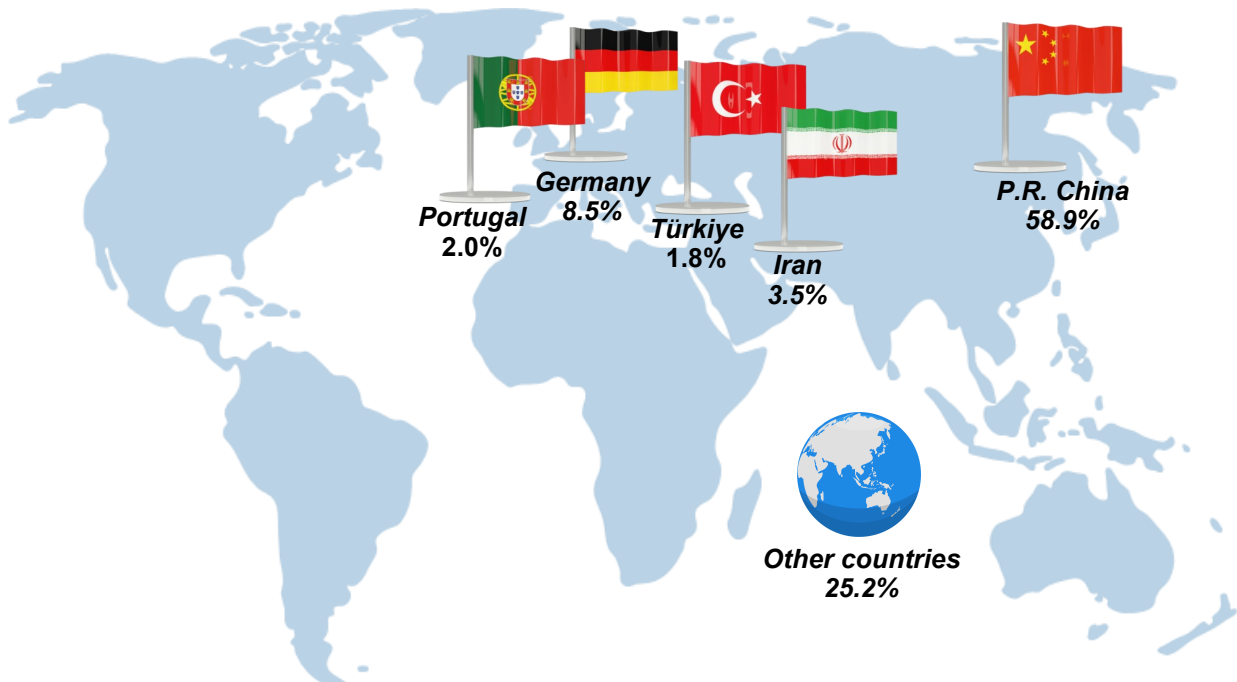 Germany
8.5%
Portugal
2.0%
Türkiye
1.8%
Iran
3.5%
P.R. China
58.9%
Other countries
25.2%